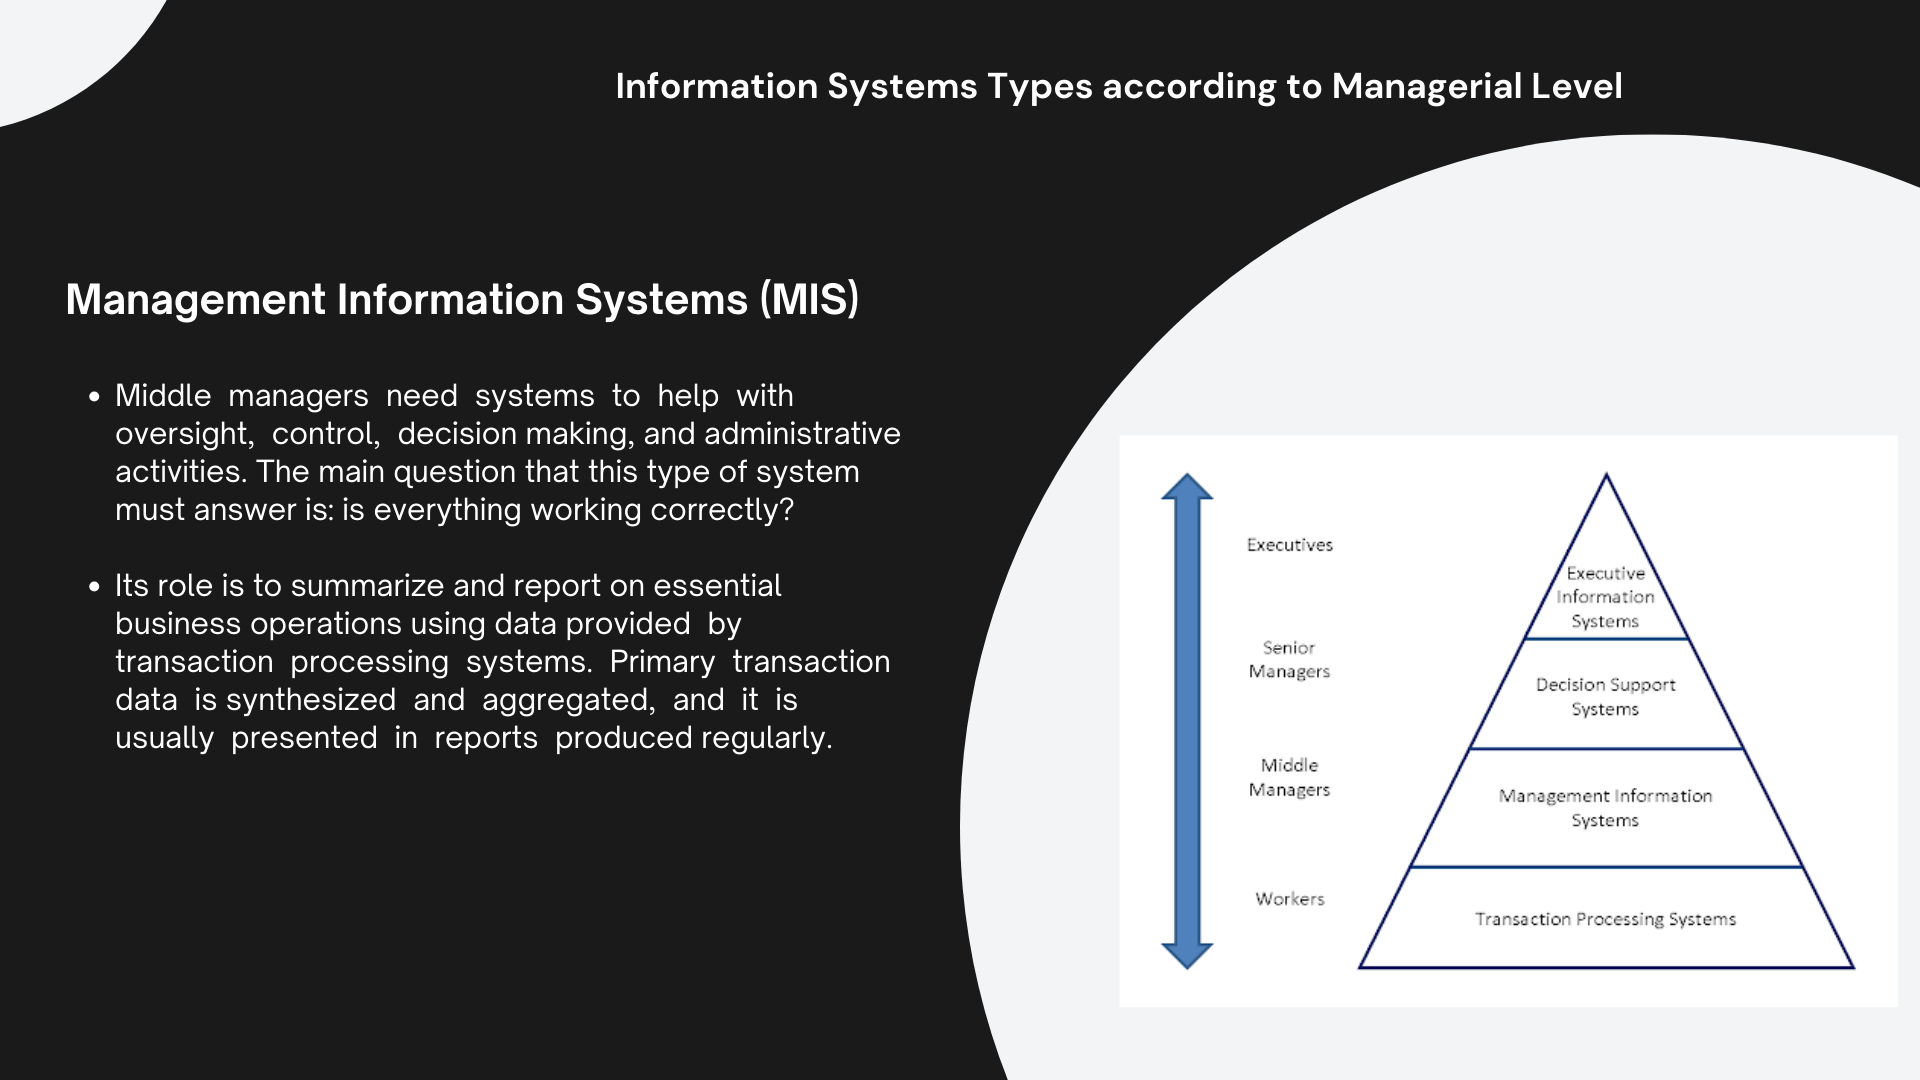 Information Systems Types according to Managerial Level
Management Information Systems (MIS)
• Middle managers need systems to help with
oversight, control, decision making, and administrative
activities. The main question that this type of system
must answer is: is everything working correctly?
• Its role is to summarize and report on essential
business operations using data provided by
transaction processing systems. Primary transaction
data is synthesized and aggregated, and it is
usually presented in reports produced regularly.
Executives
Senior
Managers
Middle
Managers
Workers
Executive
Information
Systems
Decision Support
Systems
Management Information
Systems
Transaction Processing Systems